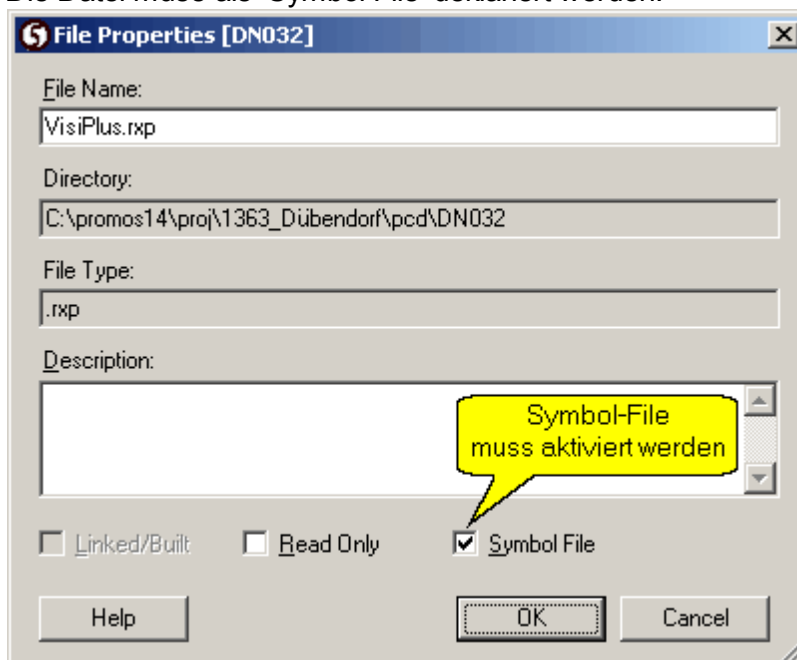 Die Datei muss als 'Symbol File' deklariert werden:
File Properties [DN032]
File Name:
VisiPlus.rxp
Directory:
C:\promos14\proj\1363_Dübendorf\pcd\DN032
File Type:
.rxp
Description:
Symbol-File
muss aktiviert werden
Linked/Built Read Only Symbol File
Help OK Cancel